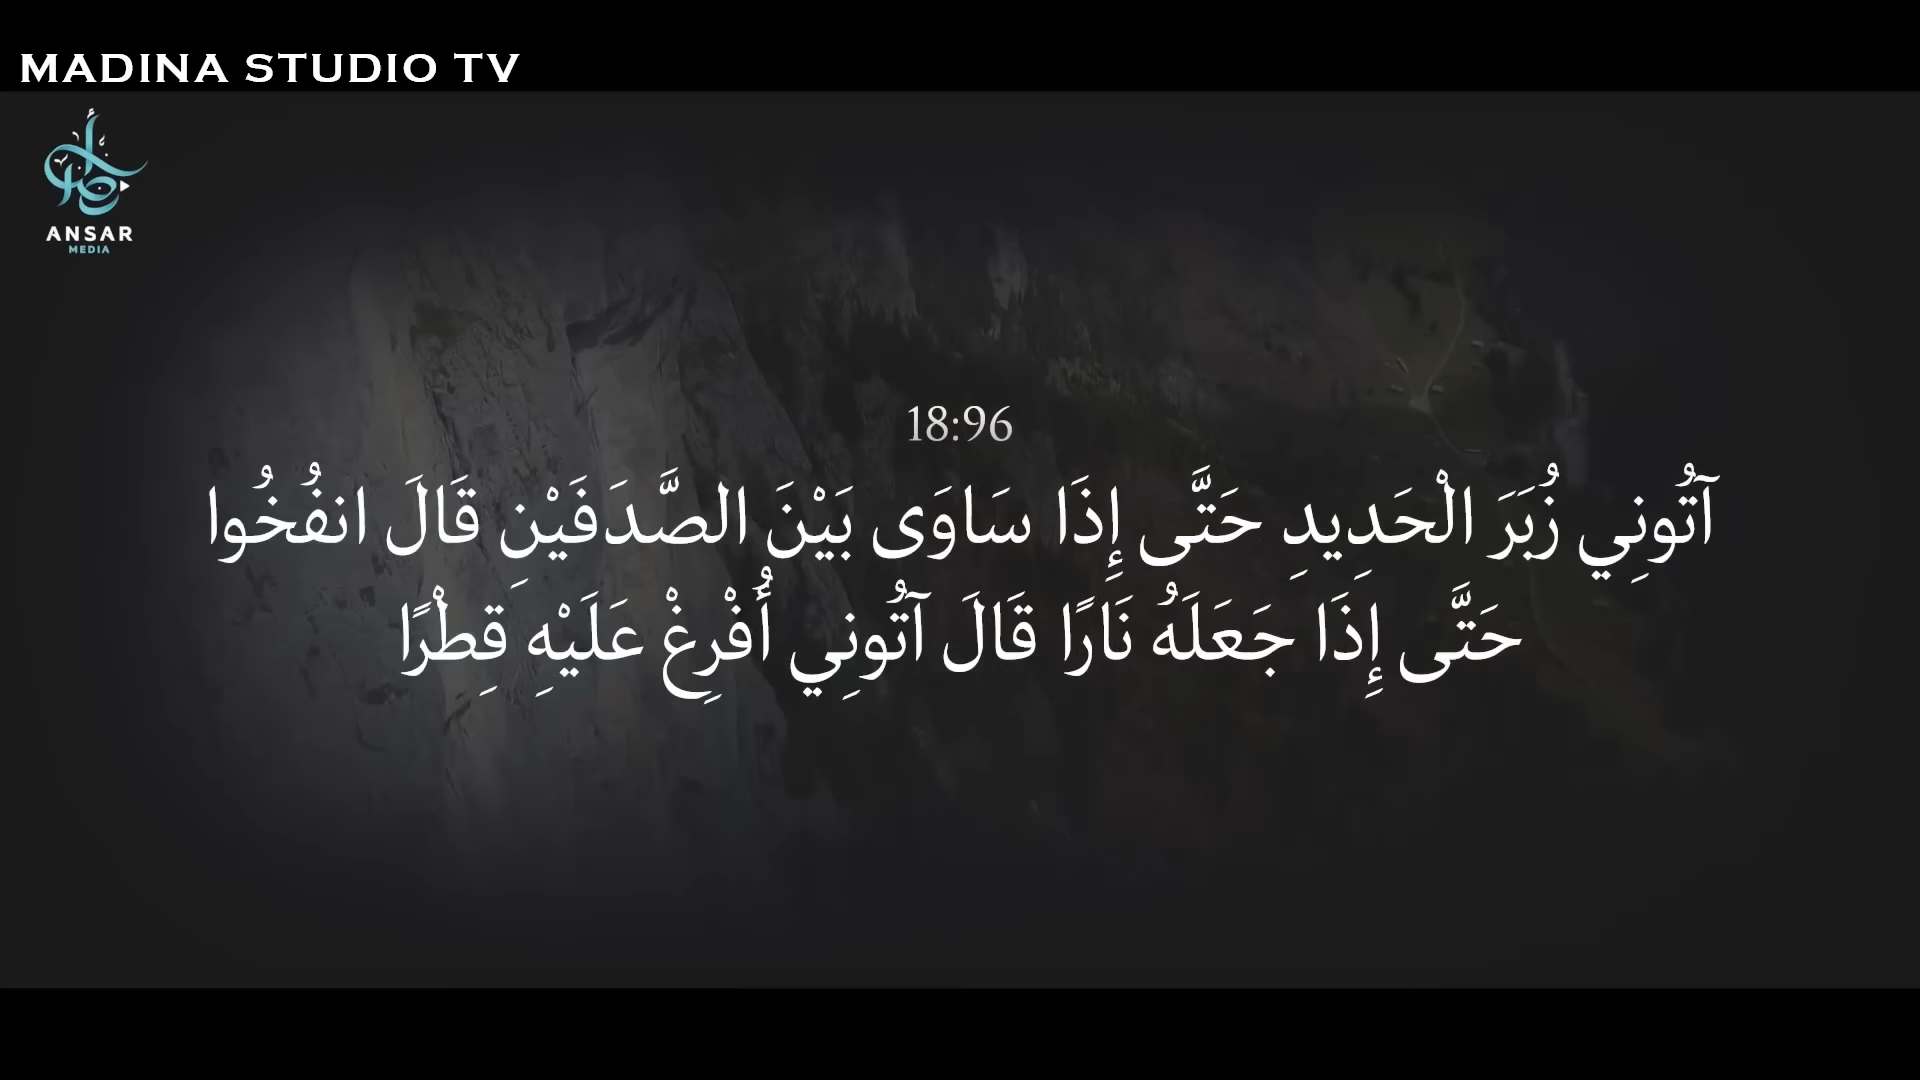 MADINA STUDIO TV
ANSAR
MEDIA
18:96
آتُونِي زُبَرَ الْحَدِيدِ حَتَّى إِذَا سَاوَى بَيْنَ الصَّدَفَيْنِ قَالَ انفُخُوا
حَتَّى إِذَا جَعَلَهُ نَارًا قَالَ آتُونِي أُفْرِغْ عَلَيْهِ قِطْرًا